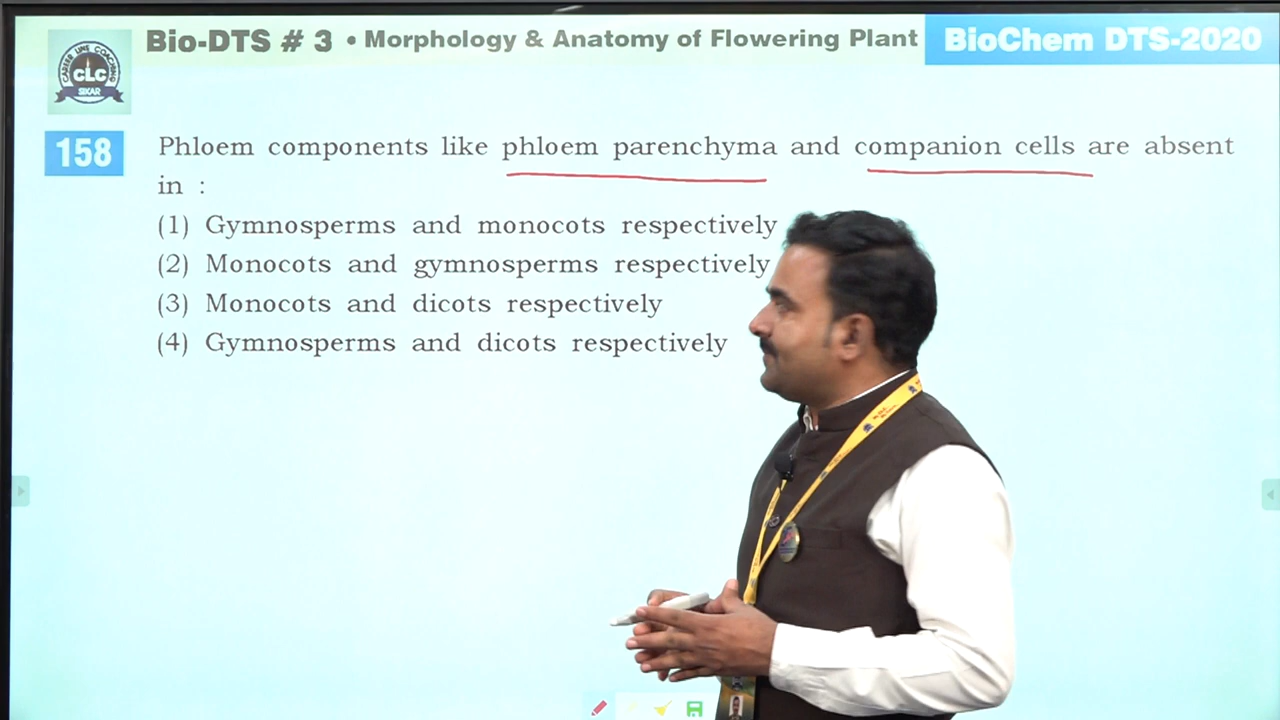 Bio-DTS # 3 • Morphology & Anatomy of Flowering Plant
BioChem DTS-2020
CAREER LINE COACHING
CLC
SIKAR
158
Phloem components like phloem parenchyma and companion cells are absent
in :
(1) Gymnosperms and monocots respectively
(2) Monocots and gymnosperms respectively
(3) Monocots and dicots respectively
(4) Gymnosperms and dicots respectively